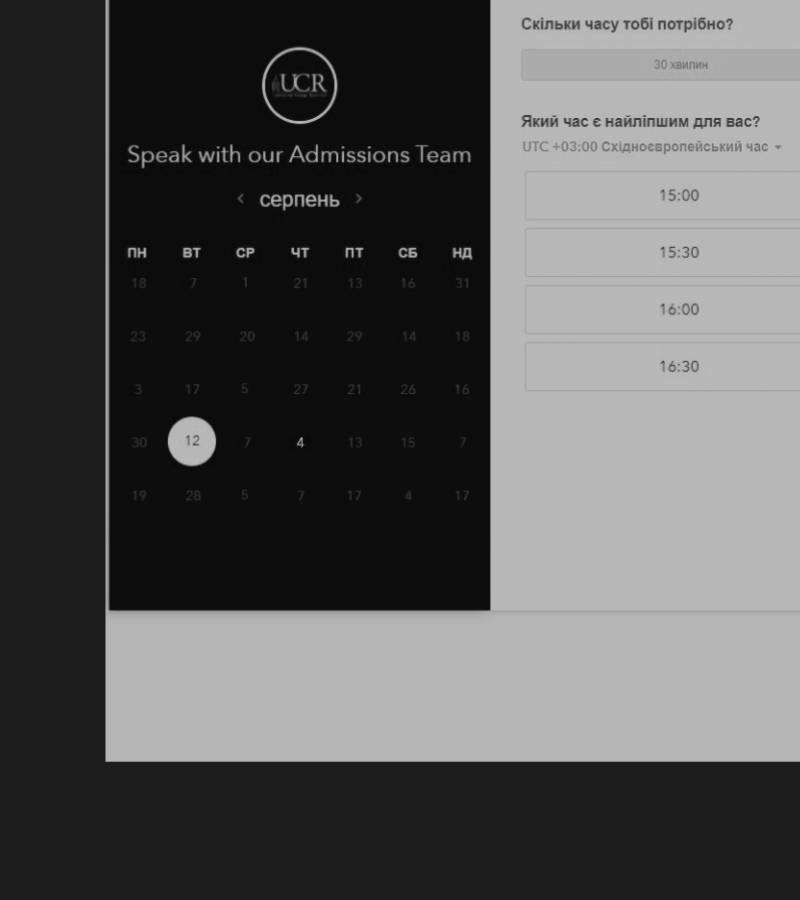 UCR
Speak with our Admissions Team
< серпень >
ПН ВТ СР ЧТ ПТ СБ НД
18 7 1 21 13 16 31
23 29 20 14 29 14 18
3 17 5 27 21 26 16
30 12 7 4 13 15 7
19 28 5 7 17 4 17
Скільки часу тобі потрібно?
30 хвилин
Який час є найліпшим для вас?
UTC +03:00 Східноєвропейський час
15:00
15:30
16:00
16:30